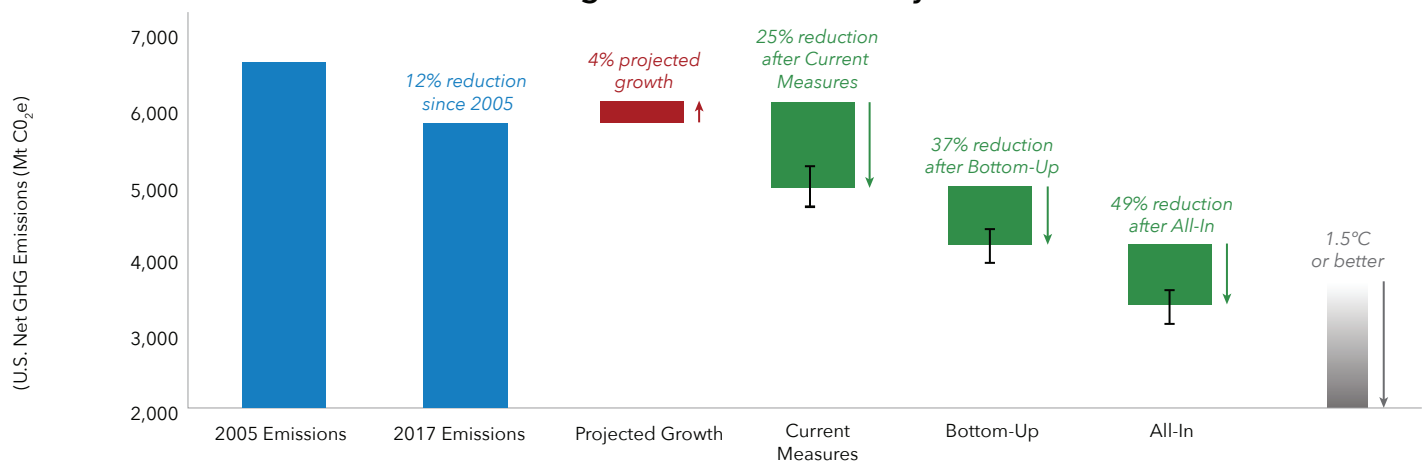 7,000
6,000
5,000
4,000
3,000
2,000
(U.S. Net GHG Emissions (Mt C0₂e)
12% reduction
since 2005
4% projected
growth
25% reduction
after Current
Measures
37% reduction
after Bottom-Up
49% reduction
after All-In
1.5ºC
or better
2005 Emissions
2017 Emissions
Projected Growth
Current
Measures
Bottom-Up
All-In